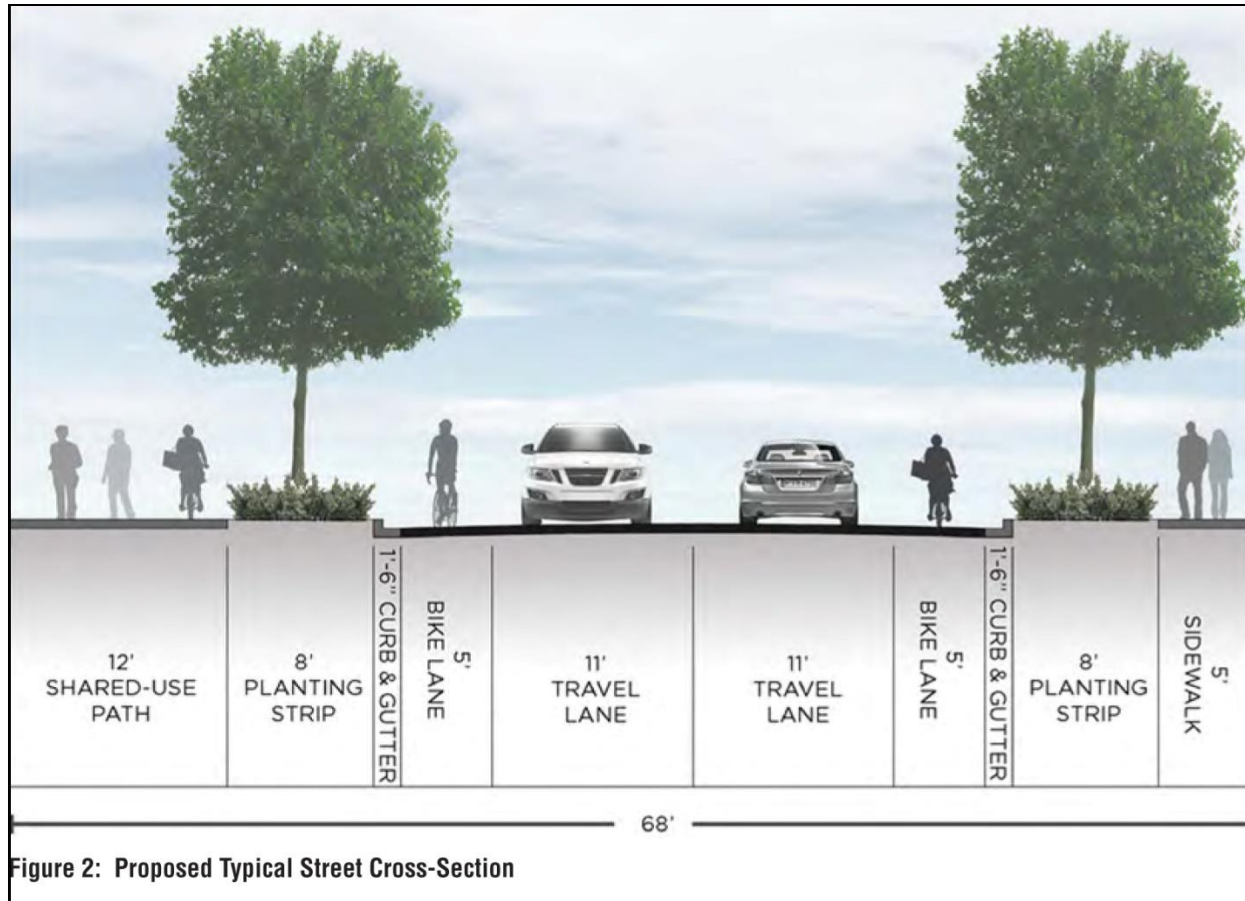 12'
SHARED-USE
PATH
8'
PLANTING
STRIP
1'-6" CURB & GUTTER
5'
BIKE LANE
11'
TRAVEL
LANE
11'
TRAVEL
LANE
5'
BIKE LANE
1'-6" CURB & GUTTER
8'
PLANTING
STRIP
5'
SIDEWALK
68'
Figure 2: Proposed Typical Street Cross-Section